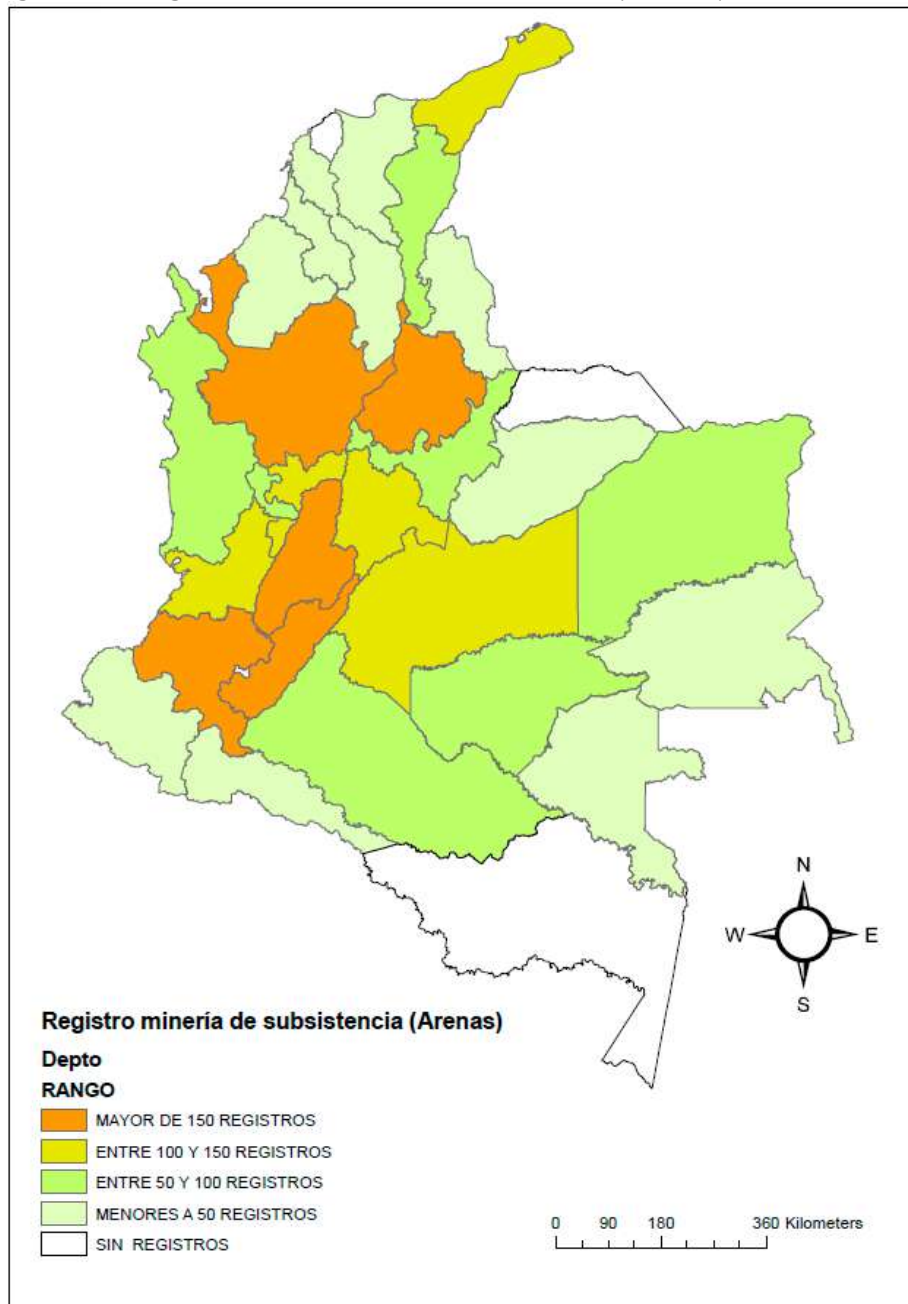 N
W E
S
Registro minería de subsistencia (Arenas)
Depto
RANGO
MAYOR DE 150 REGISTROS
ENTRE 100 Y 150 REGISTROS
ENTRE 50 Y 100 REGISTROS
MENORES A 50 REGISTROS
SIN REGISTROS
0 90 180 360 Kilometers